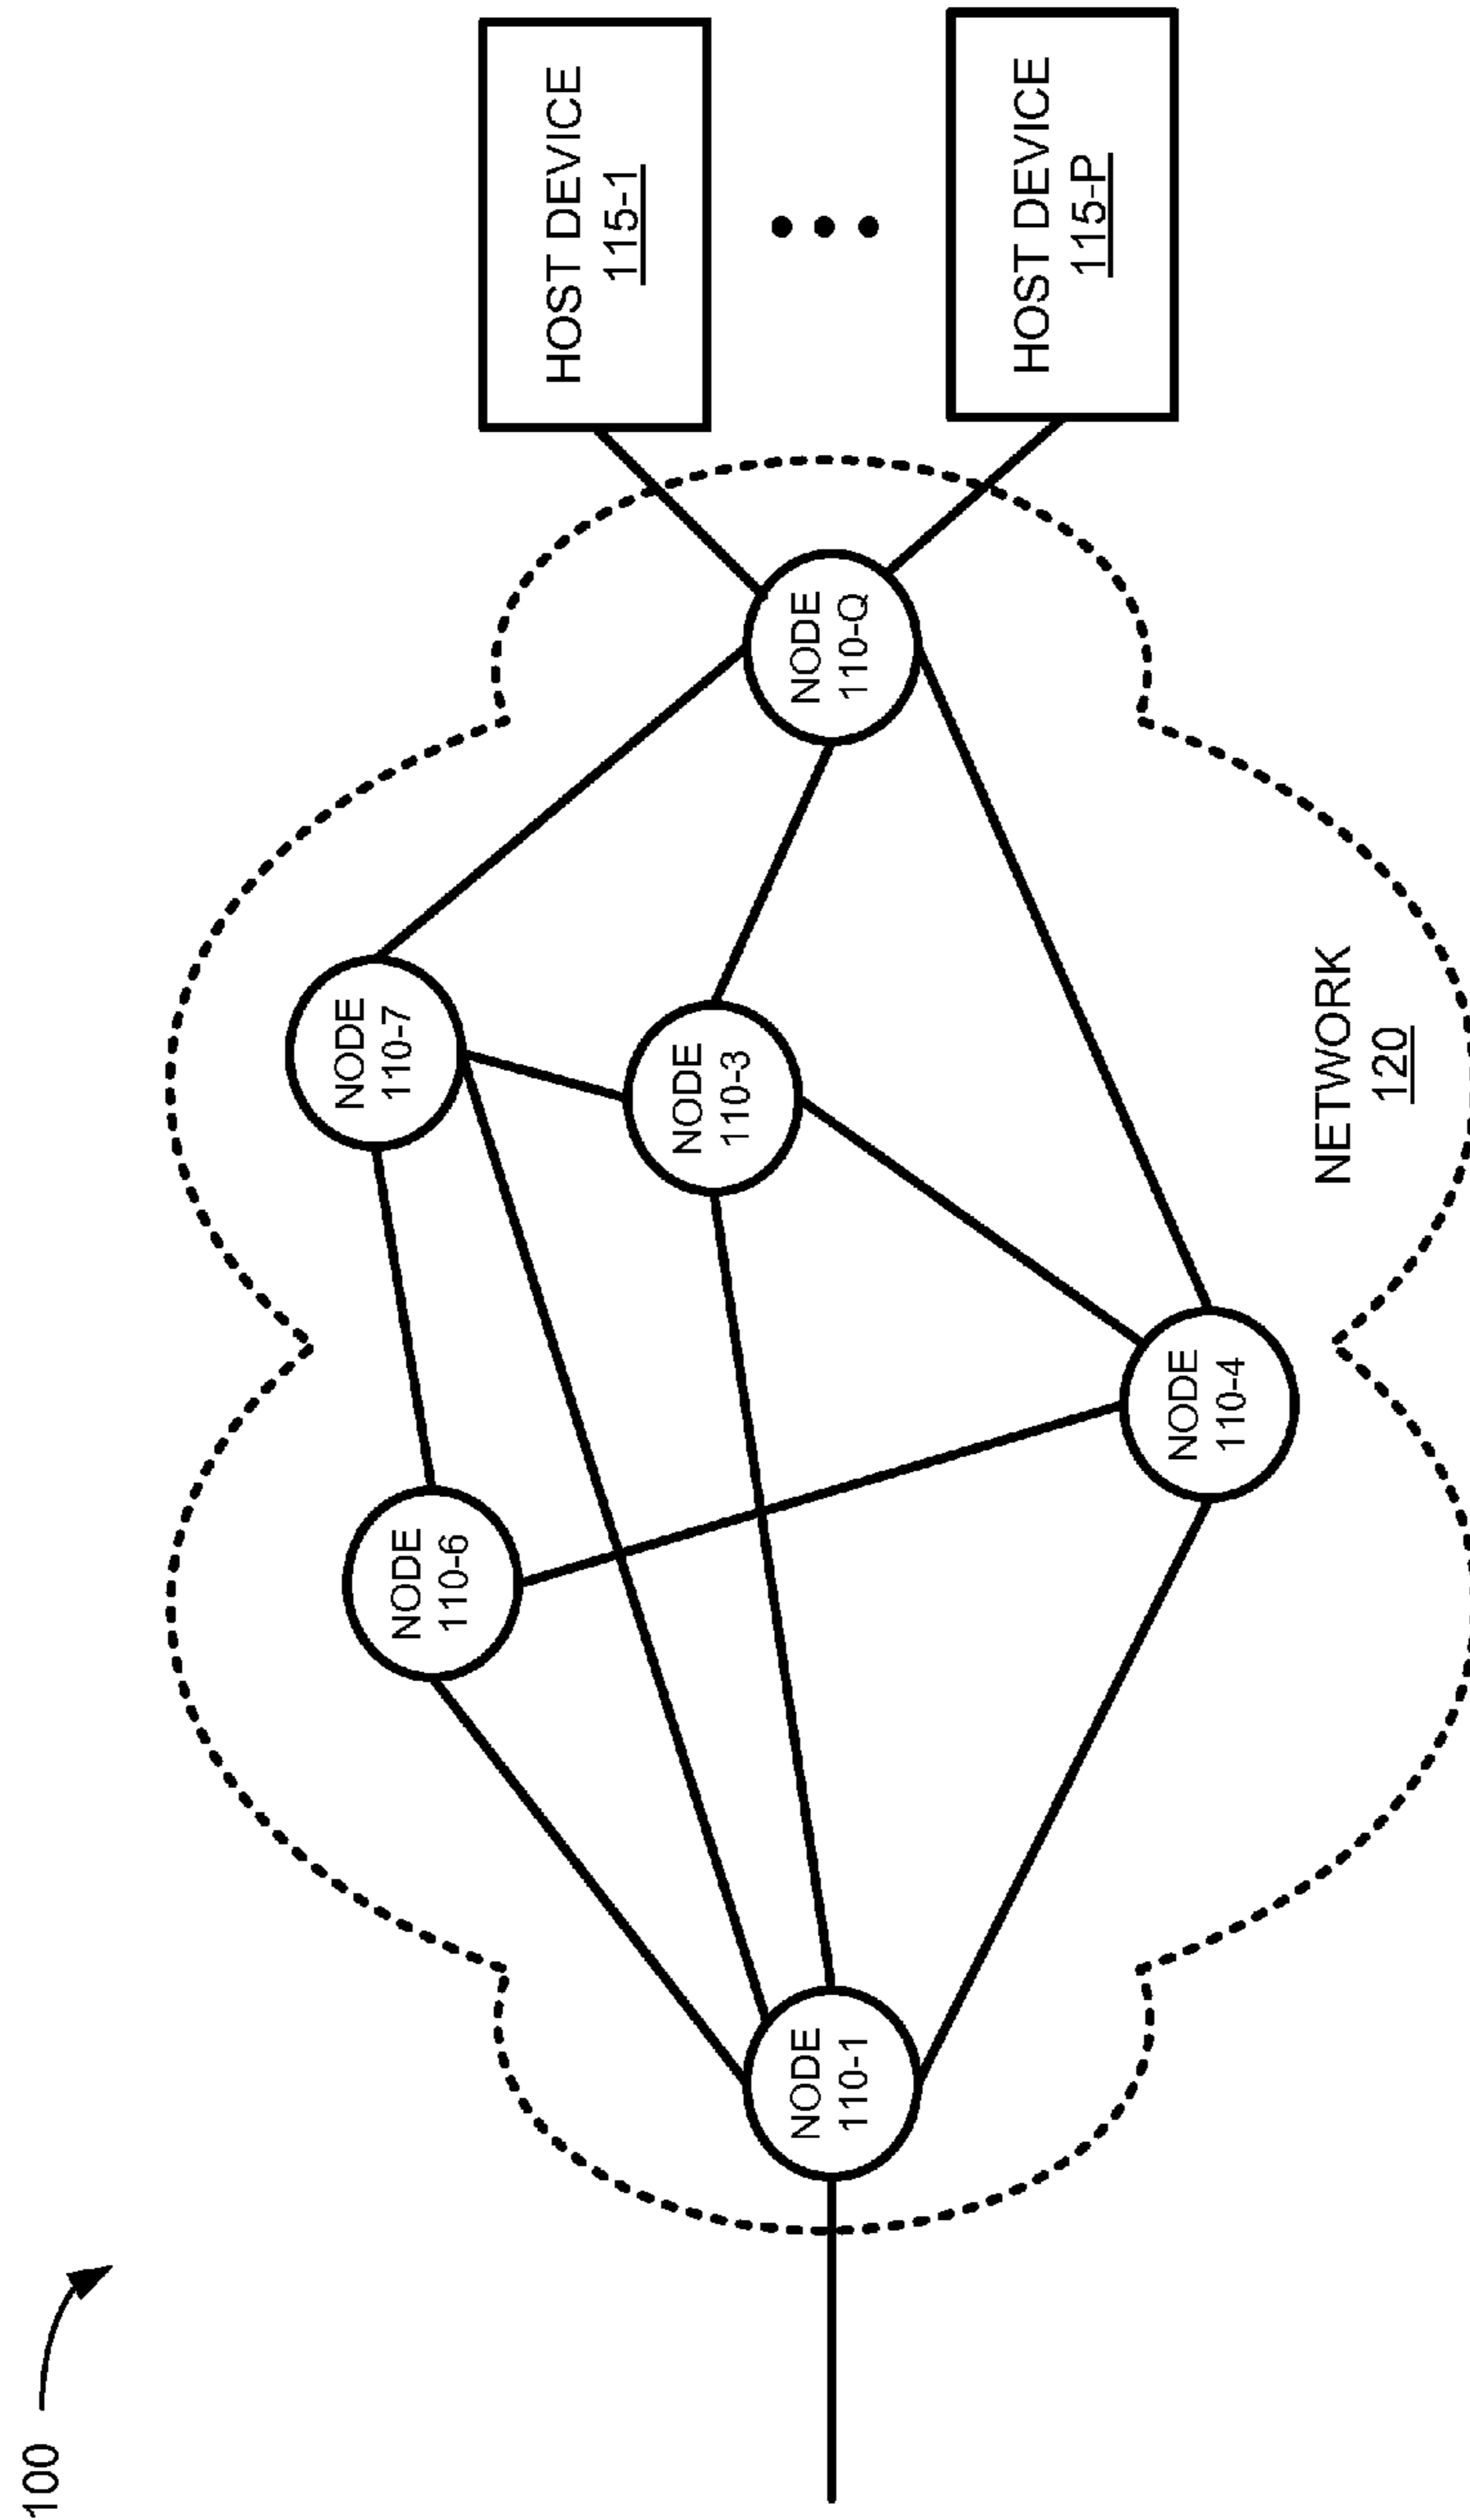 100
HOST DEVICE
115-1
HOST DEVICE
115-P
NODE
110-6
NODE
110-7
NODE
110-3
NODE
110-1
NODE
110-Q
NODE
110-4
NETWORK
120